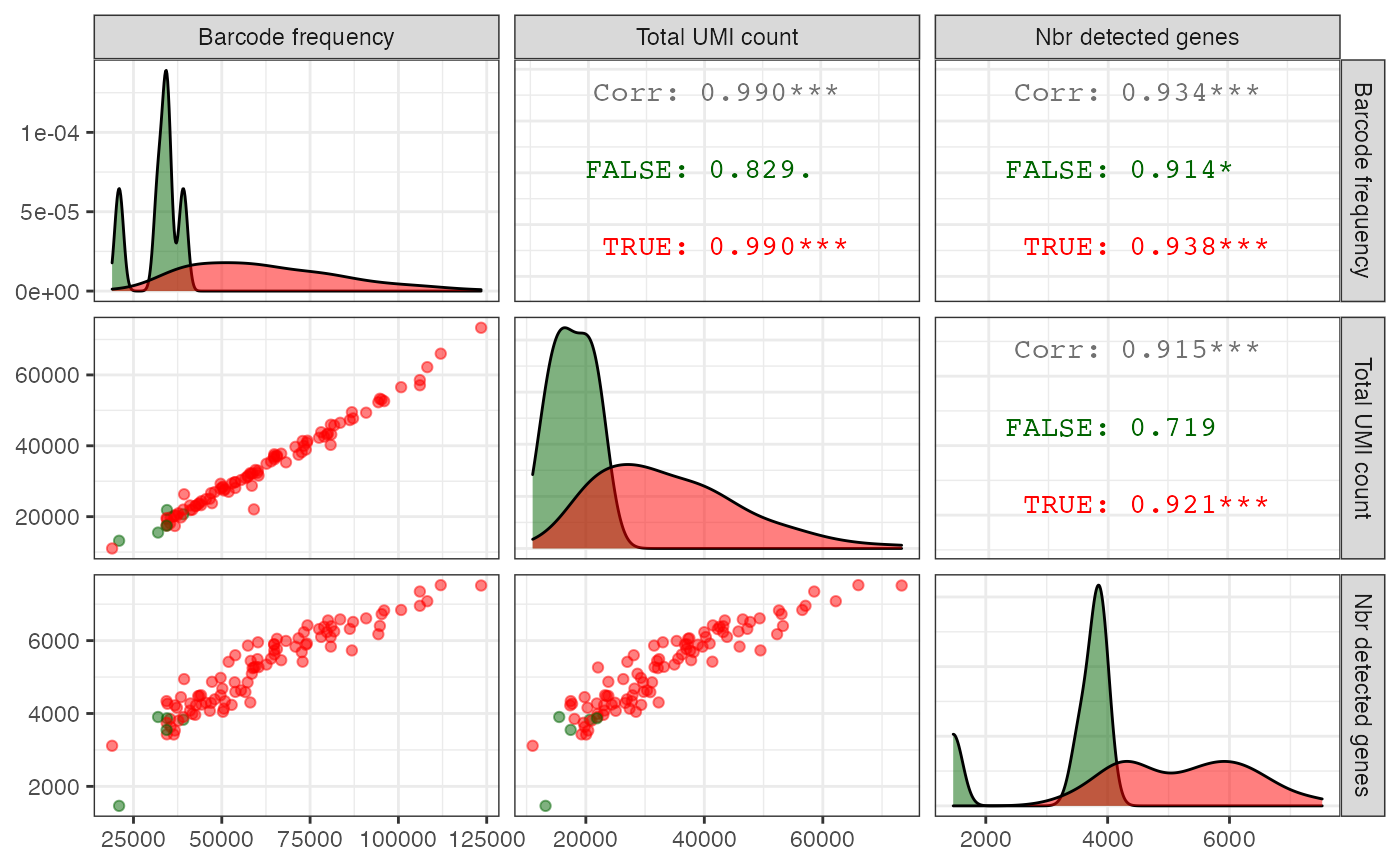 Barcode frequency
Total UMI count
Nbr detected genes
1e-04
5e-05
0e+00
Corr: 0.990***
FALSE: 0.829.
TRUE: 0.990***
Corr: 0.934***
FALSE: 0.914*
TRUE: 0.938***
Barcode frequency
60000
40000
20000
Corr: 0.915***
FALSE: 0.719
TRUE: 0.921***
Total UMI count
6000
4000
2000
Nbr detected genes
25000 50000 75000 100000 125000
20000 40000 60000
2000 4000 6000